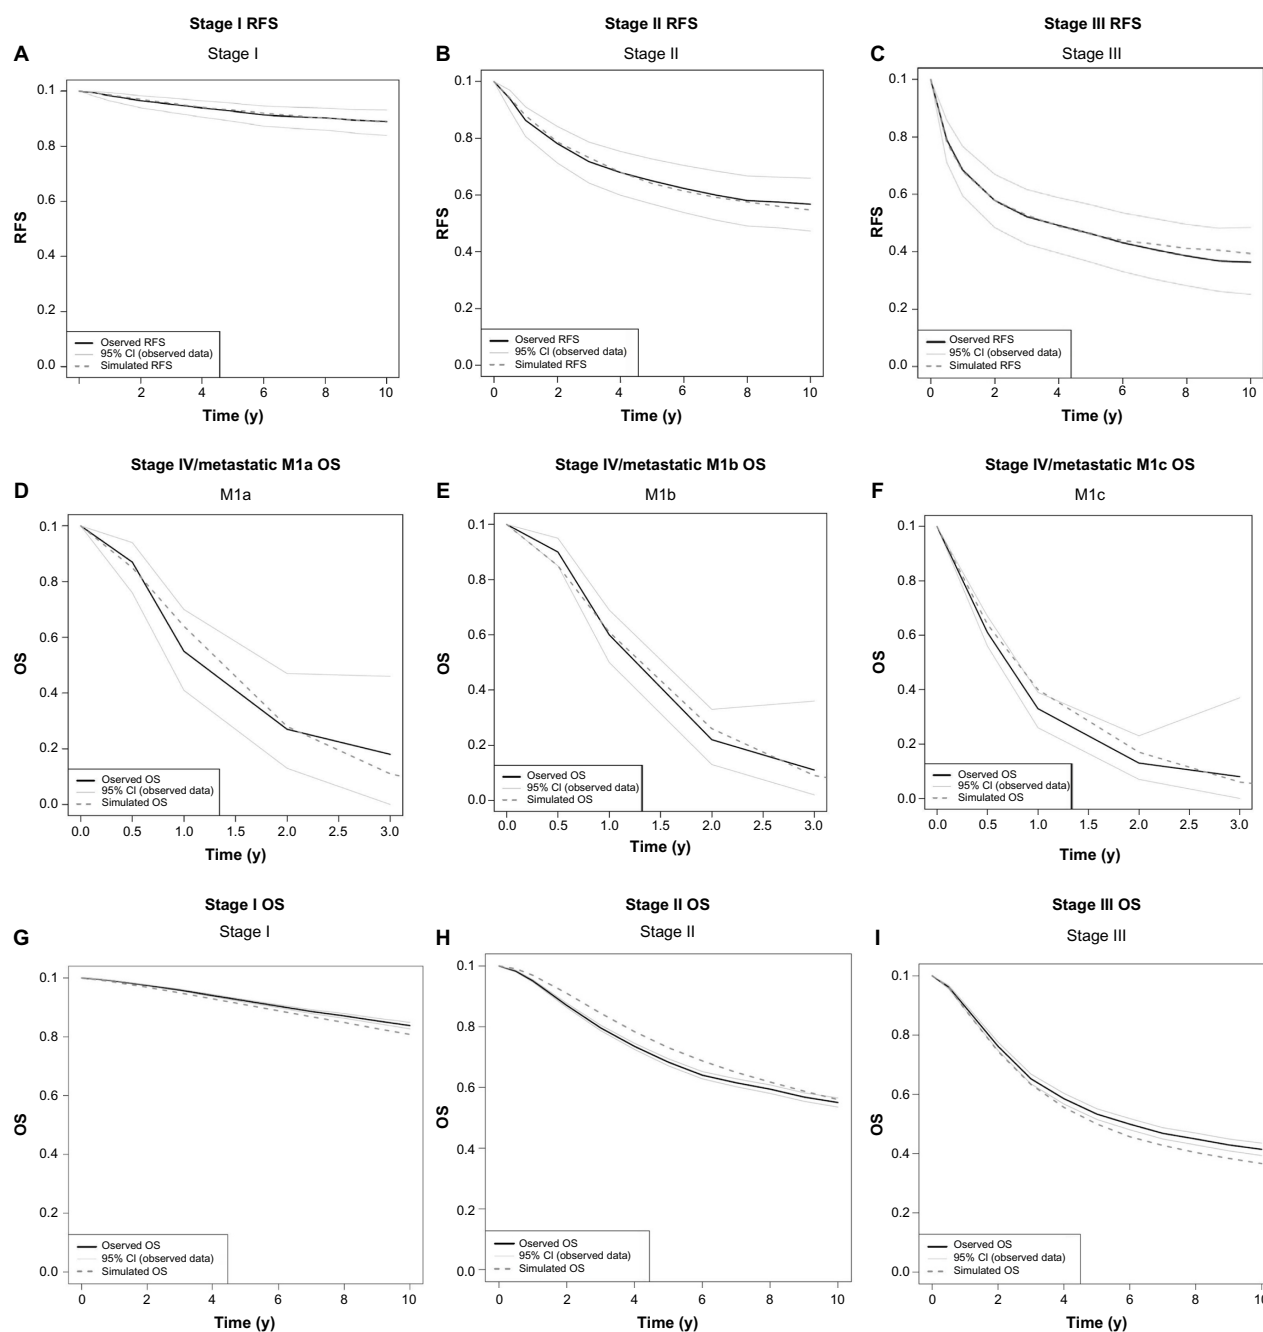 Stage I RFS
Stage II RFS
Stage III RFS
A
Stage I
B
Stage II
C
Stage III
0.1
0.8
0.6
0.4
0.2
0.0
RFS
Oserved RFS
95% CI (observed data)
Simulated RFS
2
4
6
8
10
Time (y)
0.1
0.8
0.6
0.4
0.2
0.0
RFS
Oserved RFS
95% CI (observed data)
Simulated RFS
0
2
4
6
8
10
Time (y)
0.1
0.8
0.6
0.4
0.2
0.0
RFS
Oserved RFS
95% CI (observed data)
Simulated RFS
0
2
4
6
8
10
Time (y)
Stage IV/metastatic M1a OS
Stage IV/metastatic M1b OS
Stage IV/metastatic M1c OS
D
M1a
E
M1b
F
M1c
0.1
0.8
0.6
0.4
0.2
0.0
OS
Oserved OS
95% CI (observed data)
Simulated OS
0.0
0.5
1.0
1.5
2.0
2.5
3.0
Time (y)
0.1
0.8
0.6
0.4
0.2
0.0
OS
Oserved OS
95% CI (observed data)
Simulated OS
0.0
0.5
1.0
1.5
2.0
2.5
3.0
Time (y)
0.1
0.8
0.6
0.4
0.2
0.0
OS
Oserved OS
95% CI (observed data)
Simulated OS
0.0
0.5
1.0
1.5
2.0
2.5
3.0
Time (y)
Stage I OS
Stage II OS
Stage III OS
G
Stage I
H
Stage II
I
Stage III
0.1
0.8
0.6
0.4
0.2
0.0
OS
Oserved OS
95% CI (observed data)
Simulated OS
0
2
4
6
8
10
Time (y)
0.1
0.8
0.6
0.4
0.2
0.0
OS
Oserved OS
95% CI (observed data)
Simulated OS
0
2
4
6
8
10
Time (y)
0.1
0.8
0.6
0.4
0.2
0.0
OS
Oserved OS
95% CI (observed data)
Simulated OS
0
2
4
6
8
10
Time (y)